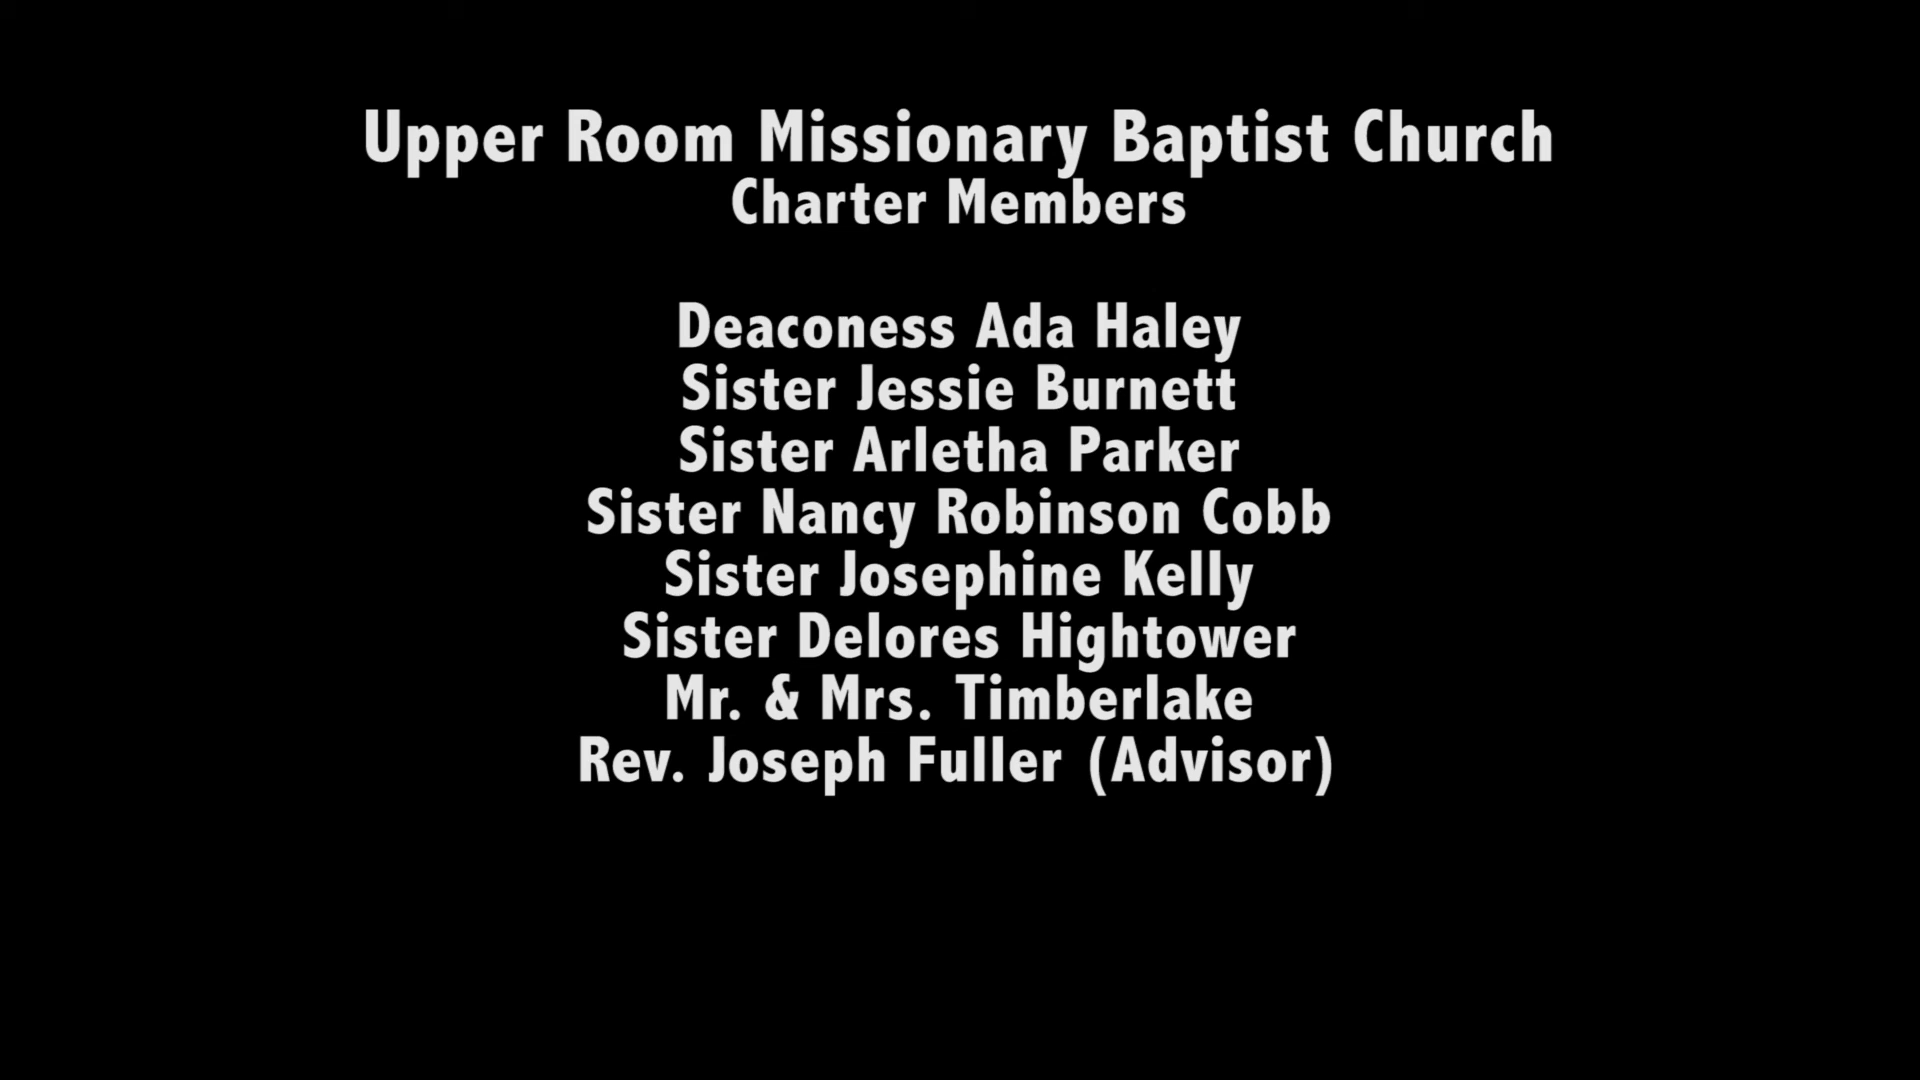 Upper Room Missionary Baptist Church
Charter Members
Deaconess Ada Haley
Sister Jessie Burnett
Sister Arletha Parker
Sister Nancy Robinson Cobb
Sister Josephine Kelly
Sister Delores Hightower
Mr. & Mrs. Timberlake
Rev. Joseph Fuller (Advisor)